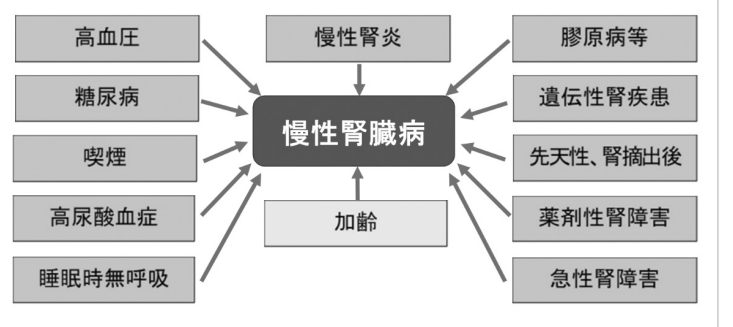 高血圧
慢性腎炎
膠原病等
糖尿病
遺伝性腎疾患
慢性腎臓病
喫煙
先天性、腎摘出後
高尿酸血症
加齢
薬剤性腎障害
睡眠時無呼吸
急性腎障害